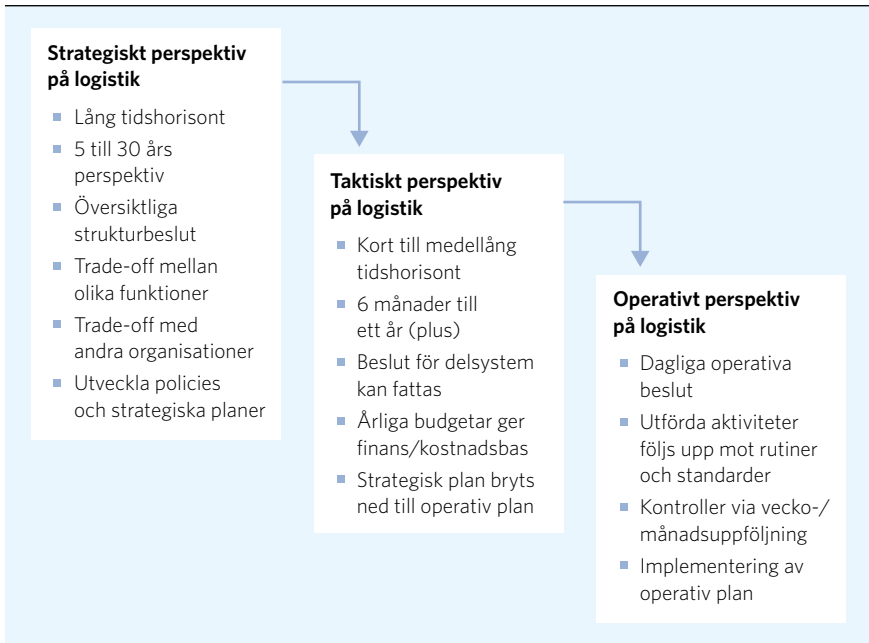 Strategiskt perspektiv
på logistik
Lång tidshorisont
5 till 30 års
perspektiv
Översiktliga
strukturbeslut
Trade-off mellan
olika funktioner
Trade-off med
andra organisationer
Utveckla policies
och strategiska planer
Taktiskt perspektiv
på logistik
Kort till medellång
tidshorisont
6 månader till
ett år (plus)
Beslut för delsystem
kan fattas
Årliga budgetar ger
finans/kostnadsbas
Strategisk plan bryts
ned till operativ plan
Operativt perspektiv
på logistik
Dagliga operativa
beslut
Utförda aktiviteter
följs upp mot rutiner
och standarder
Kontroller via vecko-/
månadsuppföljning
Implementering av
operativ plan